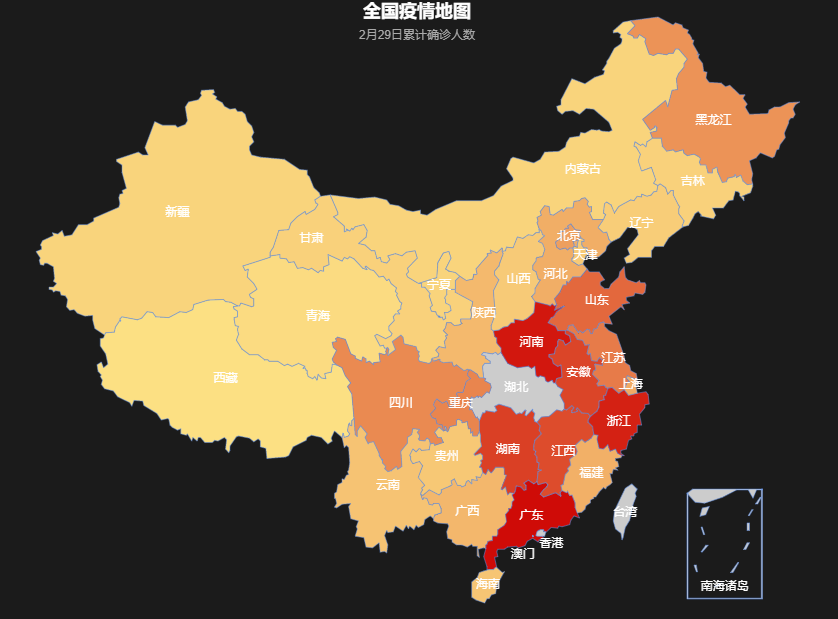 全国疫情地图
2月29日累计确诊人数
黑龙江
内蒙古
吉林
新疆
辽宁
甘肃
北京
天津
河北
山西
宁夏
山东
陕西
青海
河南
江苏
安徽
西藏
上海
湖北
四川
重庆
浙江
湖南
江西
贵州
福建
云南
广西
台湾
广东
香港
澳门
海南
南海诸岛